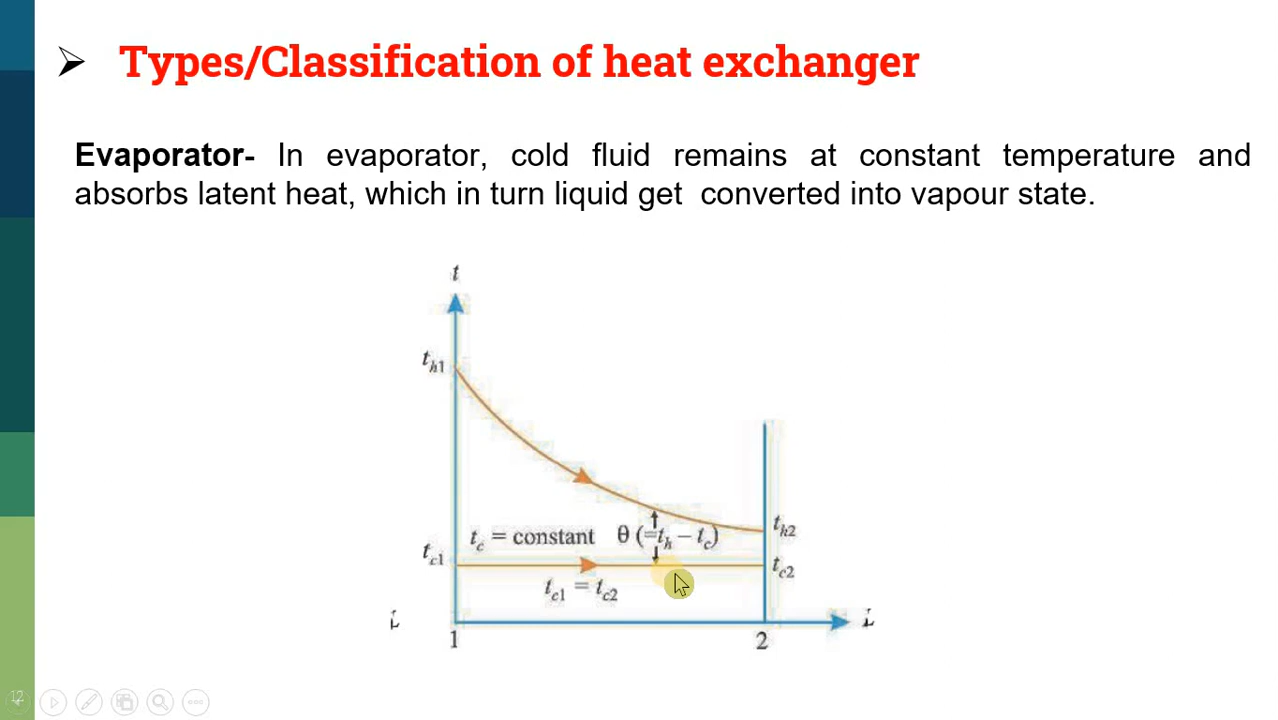 Types/Classification of heat exchanger
Evaporator- In evaporator, cold fluid remains at constant temperature and
absorbs latent heat, which in turn liquid get converted into vapour state.
t
t_h1
t_c = constant θ (=t_h − t_c)
t_h2
t_c1
t_c2
t_c1 = t_c2
1
2
12